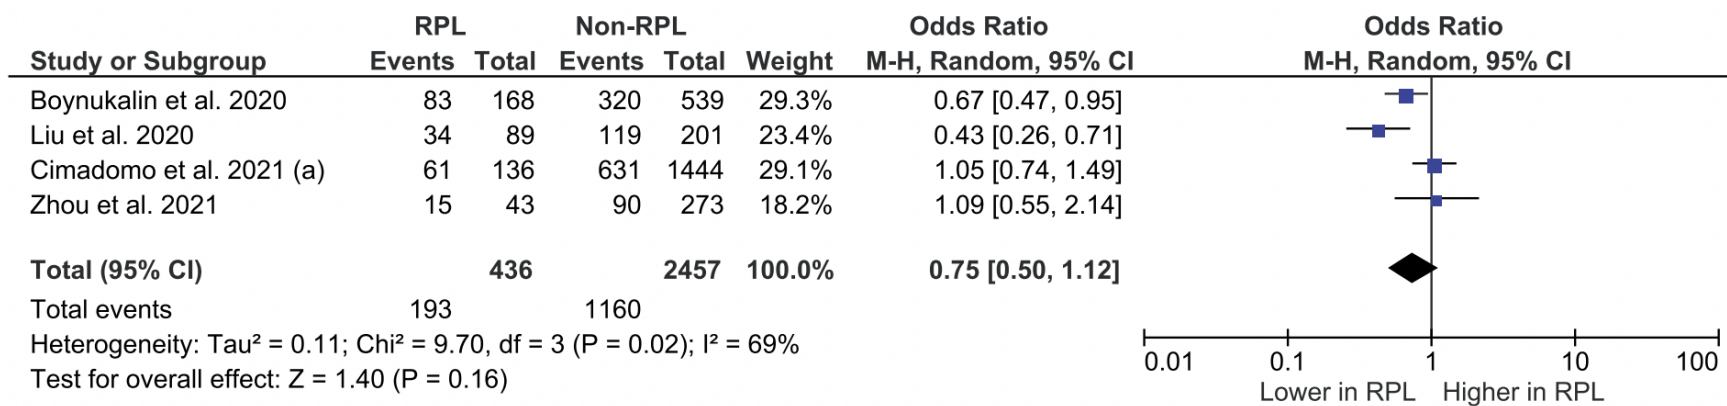 RPL Non-RPL Odds Ratio Odds Ratio
Study or Subgroup Events Total Events Total Weight M-H, Random, 95% CI M-H, Random, 95% CI
Boynukalin et al. 2020 83 168 320 539 29.3% 0.67 [0.47, 0.95]
Liu et al. 2020 34 89 119 201 23.4% 0.43 [0.26, 0.71]
Cimadomo et al. 2021 (a) 61 136 631 1444 29.1% 1.05 [0.74, 1.49]
Zhou et al. 2021 15 43 90 273 18.2% 1.09 [0.55, 2.14]
Total (95% CI) 436 2457 100.0% 0.75 [0.50, 1.12]
Total events 193 1160
Heterogeneity: Tau² = 0.11; Chi² = 9.70, df = 3 (P = 0.02); I² = 69%
Test for overall effect: Z = 1.40 (P = 0.16)
0.01 0.1 1 10 100
Lower in RPL Higher in RPL